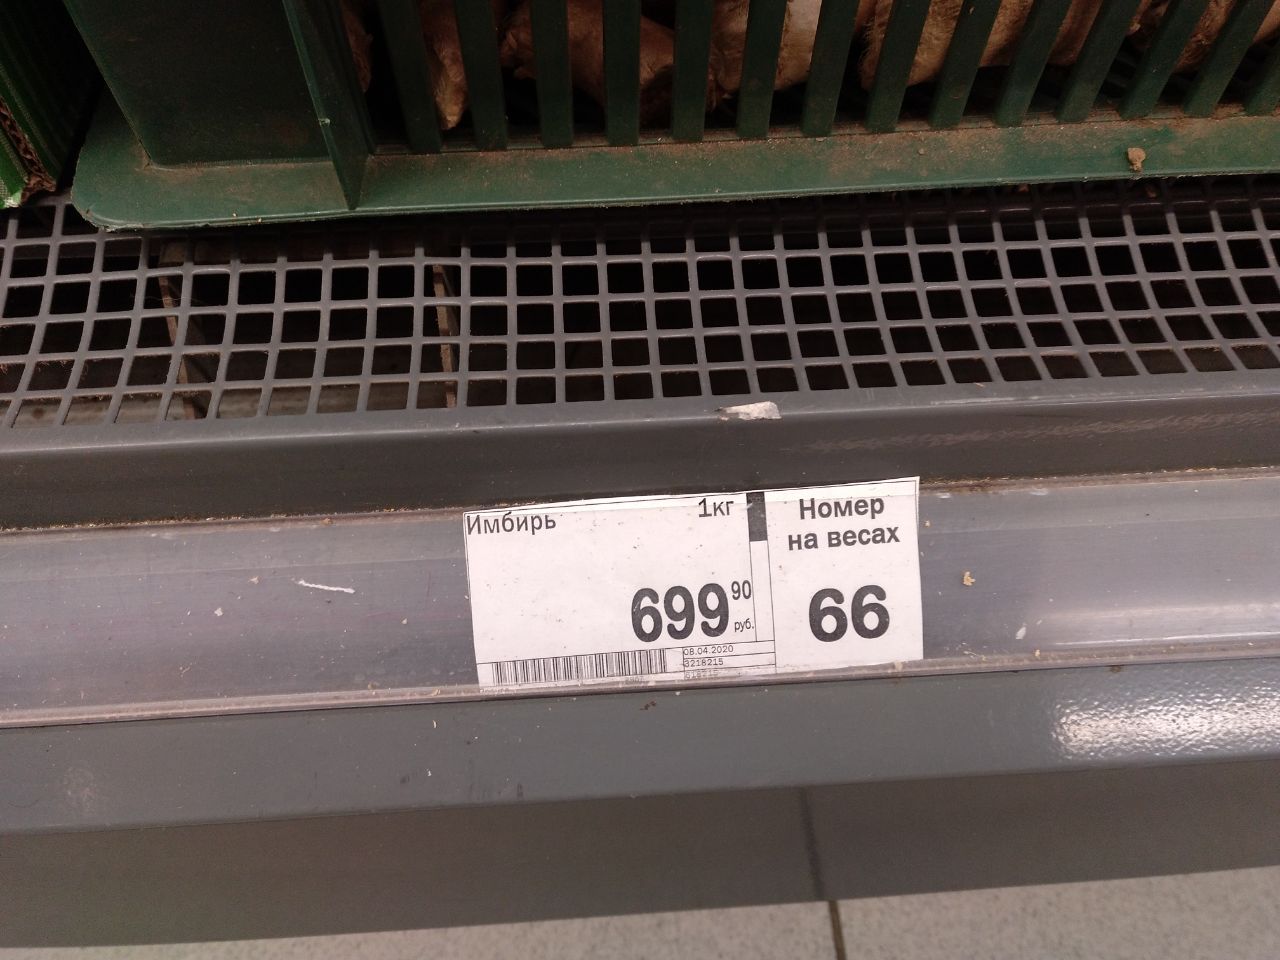 Имбирь 1кг
699 90
руб.
08.04.2020
3218215
Номер
на весах
66